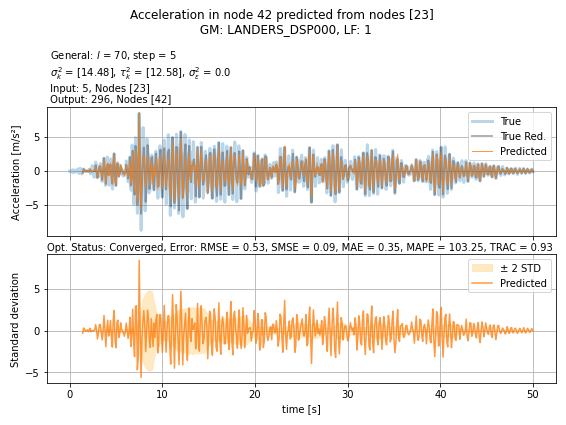 Acceleration in node 42 predicted from nodes [23]
GM: LANDERS_DSP000, LF: 1
General: l = 70, step = 5
σ²ₖ = [14.48], τ²ₖ = [12.58], σ²ε = 0.0
Input: 5, Nodes [23]
Output: 296, Nodes [42]
Acceleration [m/s²]
5
0
−5
True
True Red.
Predicted
Opt. Status: Converged, Error: RMSE = 0.53, SMSE = 0.09, MAE = 0.35, MAPE = 103.25, TRAC = 0.93
Standard deviation
5
0
−5
± 2 STD
Predicted
0 10 20 30 40 50
time [s]